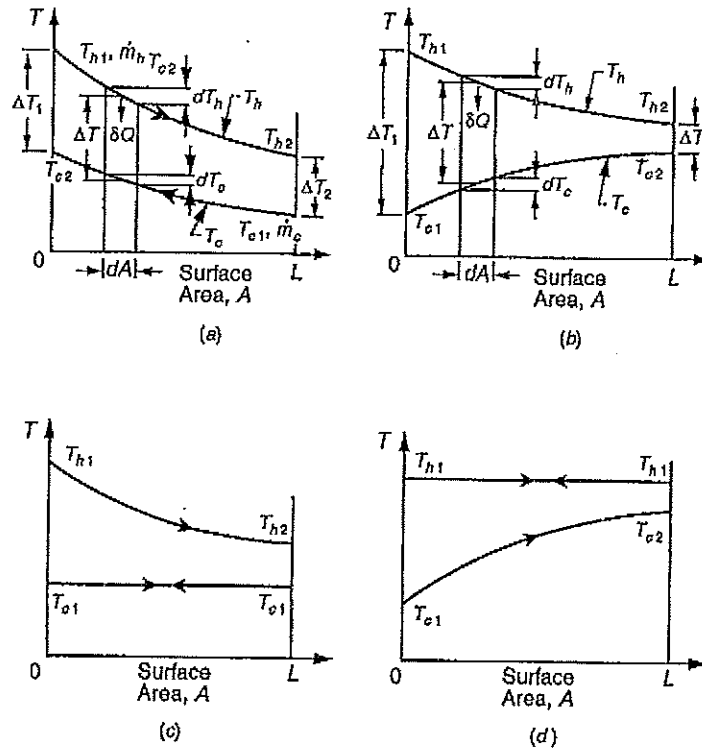 T
T_h1, ṁ_h T_c2
dT_h T_h
ΔT_1
ΔT δQ
T_h2
T_c2
dT_c
ΔT_2
T_c
T_c1, ṁ_c
0
dA
Surface
Area, A
L
(a)
T
T_h1
dT_h
T_h
T_h2
ΔT_1
ΔT δQ
ΔT
dT_c
T_c2
T_c
T_c1
0
dA
Surface
Area, A
L
(b)
T
T_h1
T_h2
T_c1 T_c1
0
Surface
Area, A
L
(c)
T
T_h1 T_h1
T_c2
T_c1
0
Surface
Area, A
L
(d)